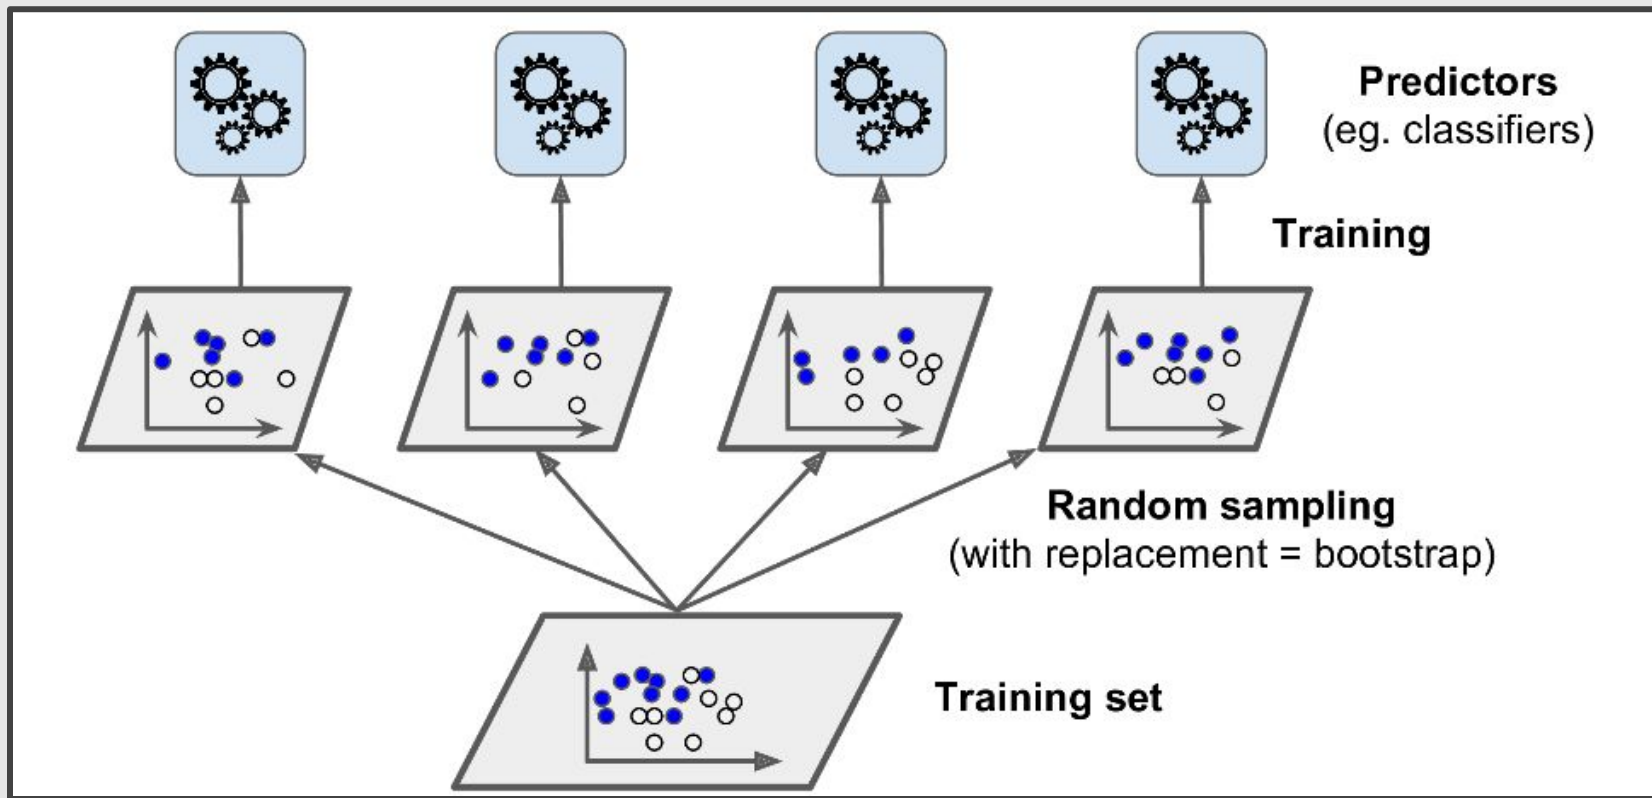 Predictors
(eg. classifiers)
Training
Random sampling
(with replacement = bootstrap)
Training set